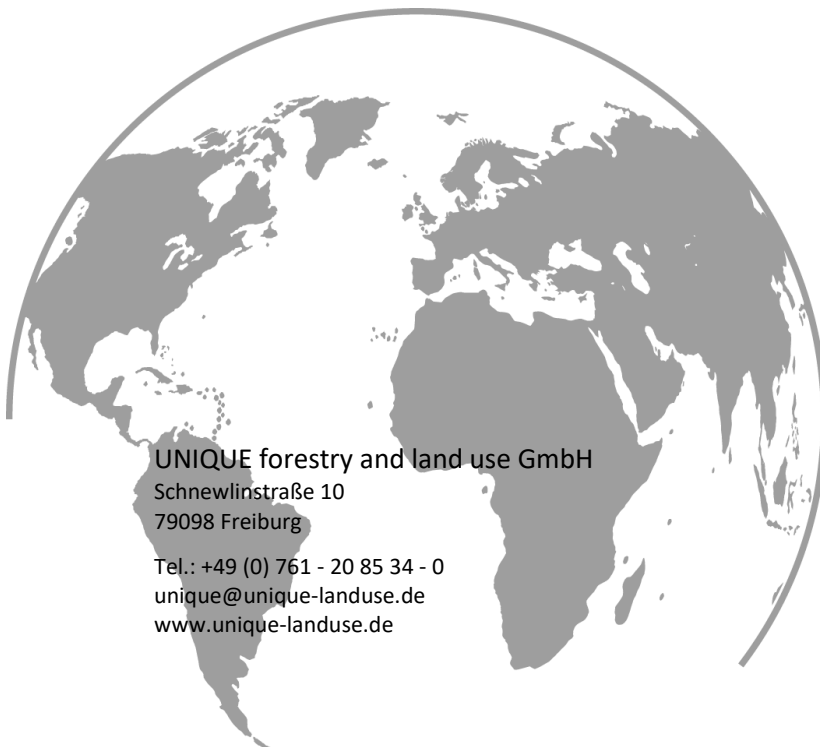 UNIQUE forestry and land use GmbH
Schnewlinstraße 10
79098 Freiburg
Tel.: +49 (0) 761 - 20 85 34 - 0
unique@unique-landuse.de
www.unique-landuse.de